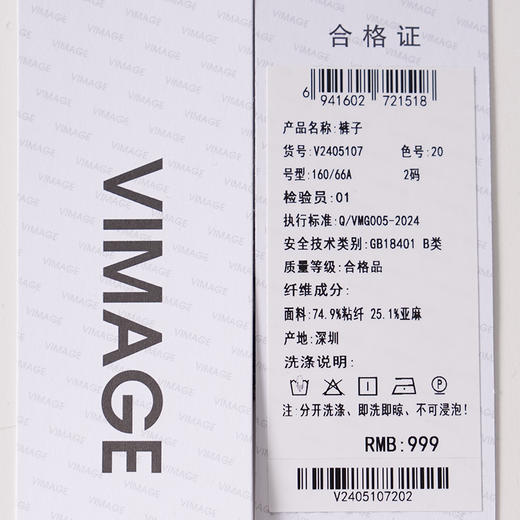 VIMAGE
合格证
6 941602 721518
产品名称:裤子
货号:V2405107 色号:20
号型:160/66A 2码
检验员:01
执行标准:Q/VMG005-2024
安全技术类别:GB18401 B类
质量等级:合格品
纤维成分:
面料:74.9%粘纤 25.1%亚麻
产地:深圳
洗涤说明:
注:分开洗涤、即洗即晾、不可浸泡!
RMB:999
V2405107202